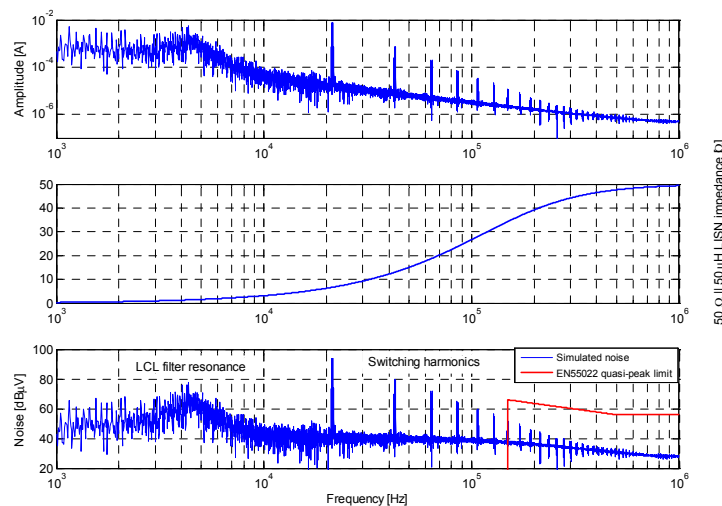 10^-2
10^-4
10^-6
Amplitude [A]
10^3 10^4 10^5 10^6
50
40
30
20
10
0
50 Ω || 50 μH LISN impedance [Ω]
10^3 10^4 10^5 10^6
100
80
60
40
20
Noise [dBμV]
LCL filter resonance
Switching harmonics
Simulated noise
EN55022 quasi-peak limit
10^3 10^4 10^5 10^6
Frequency [Hz]